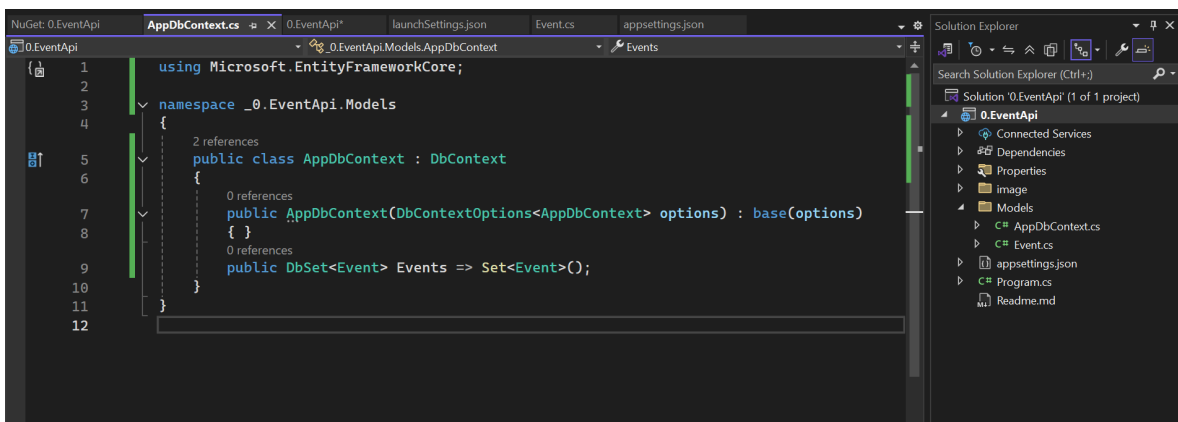 NuGet: 0.EventApi AppDbContext.cs 0.EventApi* launchSettings.json Event.cs appsettings.json
0.EventApi _0.EventApi.Models.AppDbContext Events
1 using Microsoft.EntityFrameworkCore;
2
3 namespace _0.EventApi.Models
4 {
2 references
5 public class AppDbContext : DbContext
6 {
0 references
7 public AppDbContext(DbContextOptions<AppDbContext> options) : base(options)
8 { }
0 references
9 public DbSet<Event> Events => Set<Event>();
10 }
11 }
12
Solution Explorer
Search Solution Explorer (Ctrl+;)
Solution '0.EventApi' (1 of 1 project)
0.EventApi
Connected Services
Dependencies
Properties
image
Models
C# AppDbContext.cs
C# Event.cs
appsettings.json
C# Program.cs
Readme.md